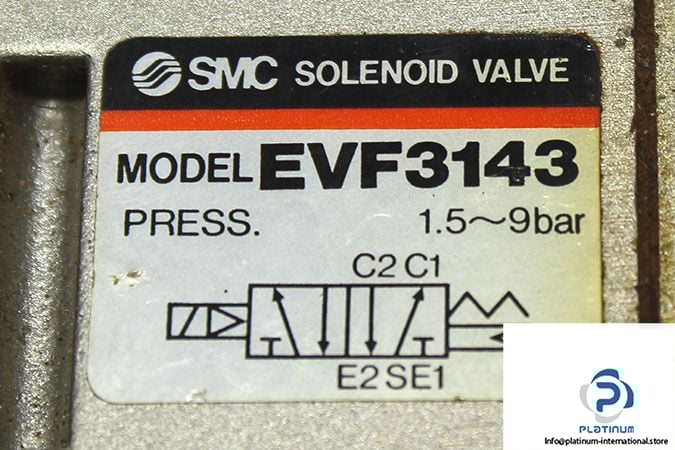 SMC SOLENOID VALVE
MODEL EVF3143
PRESS. 1.5～9bar
C2 C1
E2 S E1
PLATINUM
Info@platinum-international.store